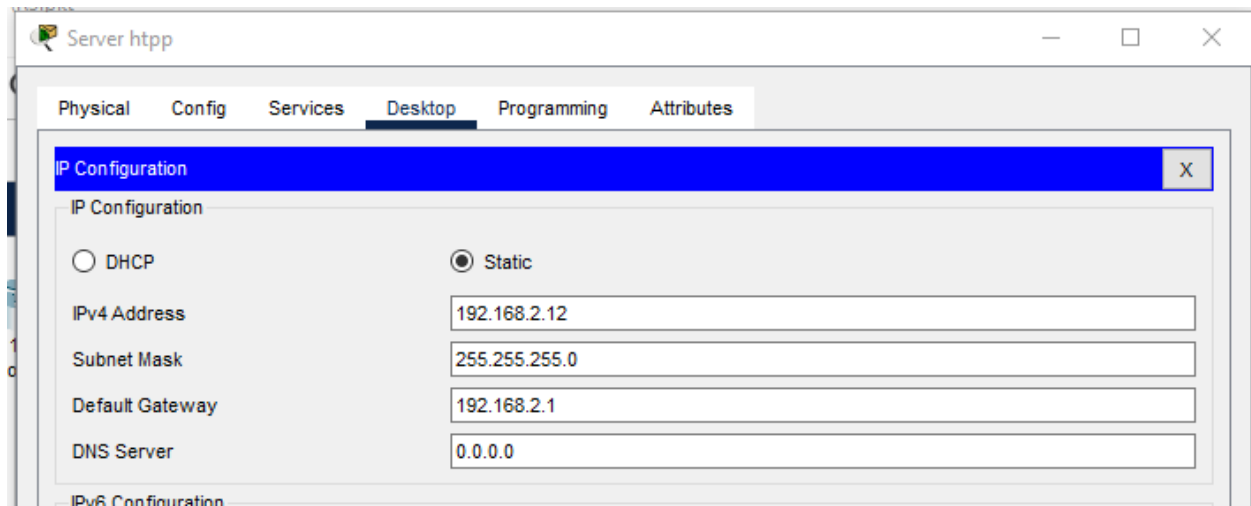 Server htpp
Physical Config Services Desktop Programming Attributes
IP Configuration X
IP Configuration
DHCP Static
IPv4 Address 192.168.2.12
Subnet Mask 255.255.255.0
Default Gateway 192.168.2.1
DNS Server 0.0.0.0
IPv6 Configuration